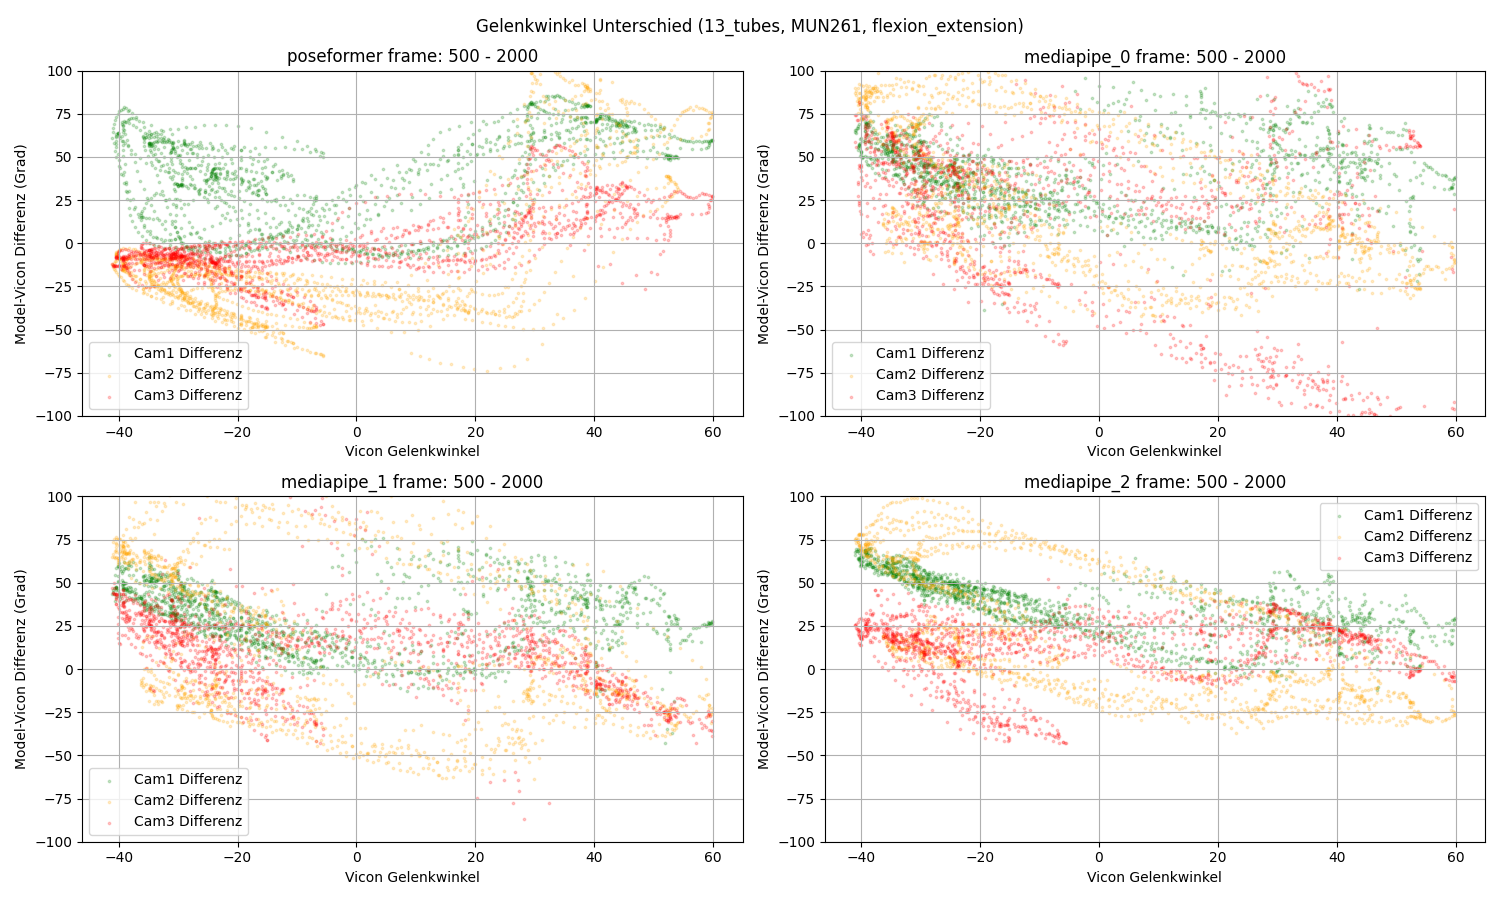 Gelenkwinkel Unterschied (13_tubes, MUN261, flexion_extension)
poseformer frame: 500 - 2000
100
75
50
25
0
−25
−50
−75
−100
Model-Vicon Differenz (Grad)
Cam1 Differenz
Cam2 Differenz
Cam3 Differenz
−40 −20 0 20 40 60
Vicon Gelenkwinkel
mediapipe_0 frame: 500 - 2000
100
75
50
25
0
−25
−50
−75
−100
Model-Vicon Differenz (Grad)
Cam1 Differenz
Cam2 Differenz
Cam3 Differenz
−40 −20 0 20 40 60
Vicon Gelenkwinkel
mediapipe_1 frame: 500 - 2000
100
75
50
25
0
−25
−50
−75
−100
Model-Vicon Differenz (Grad)
Cam1 Differenz
Cam2 Differenz
Cam3 Differenz
−40 −20 0 20 40 60
Vicon Gelenkwinkel
mediapipe_2 frame: 500 - 2000
100
75
50
25
0
−25
−50
−75
−100
Model-Vicon Differenz (Grad)
Cam1 Differenz
Cam2 Differenz
Cam3 Differenz
−40 −20 0 20 40 60
Vicon Gelenkwinkel